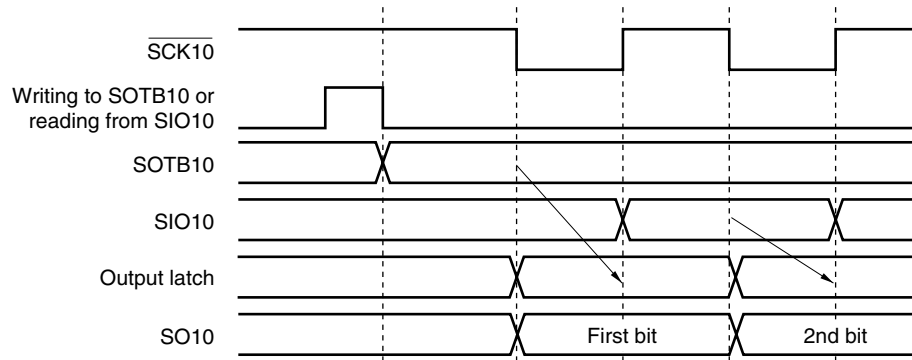 SCK10
Writing to SOTB10 or
reading from SIO10
SOTB10
SIO10
Output latch
SO10
First bit
2nd bit